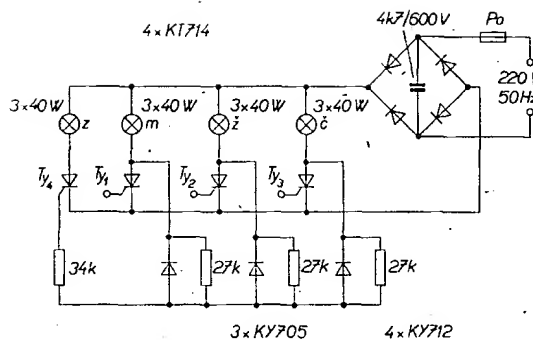 4×KT714
4k7/600V
Po
220 V
50Hz
3×40W
3×40W
3×40W
3×40W
z
m
ž
č
Ty4
Ty1
Ty2
Ty3
34k
27k
27k
27k
3×KY705
4×KY712